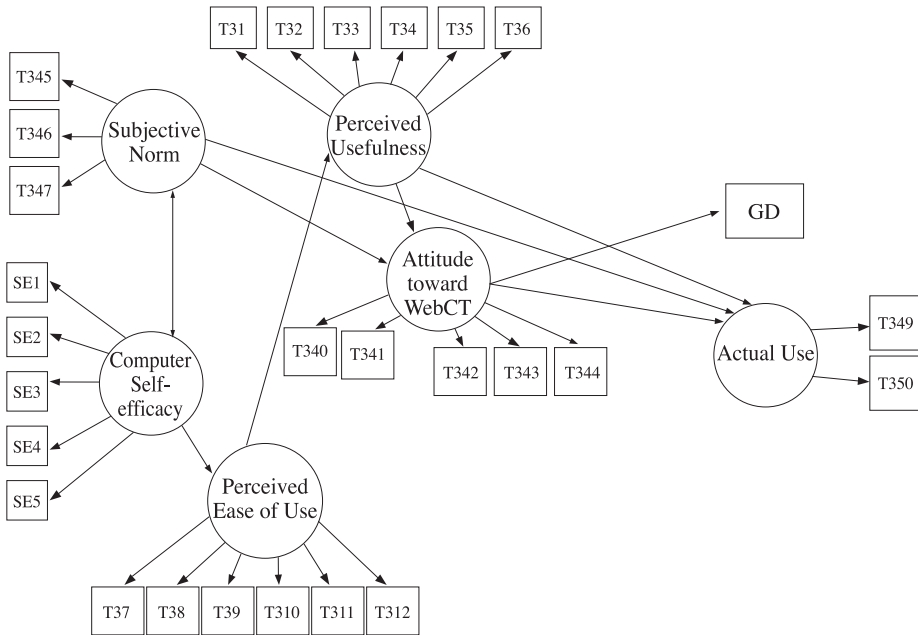 T31
T32
T33
T34
T35
T36
T345
T346
T347
Subjective
Norm
Perceived
Usefulness
GD
Attitude
toward
WebCT
SE1
SE2
SE3
SE4
SE5
Computer
Self-
efficacy
T340
T341
T342
T343
T344
Actual Use
T349
T350
Perceived
Ease of Use
T37
T38
T39
T310
T311
T312